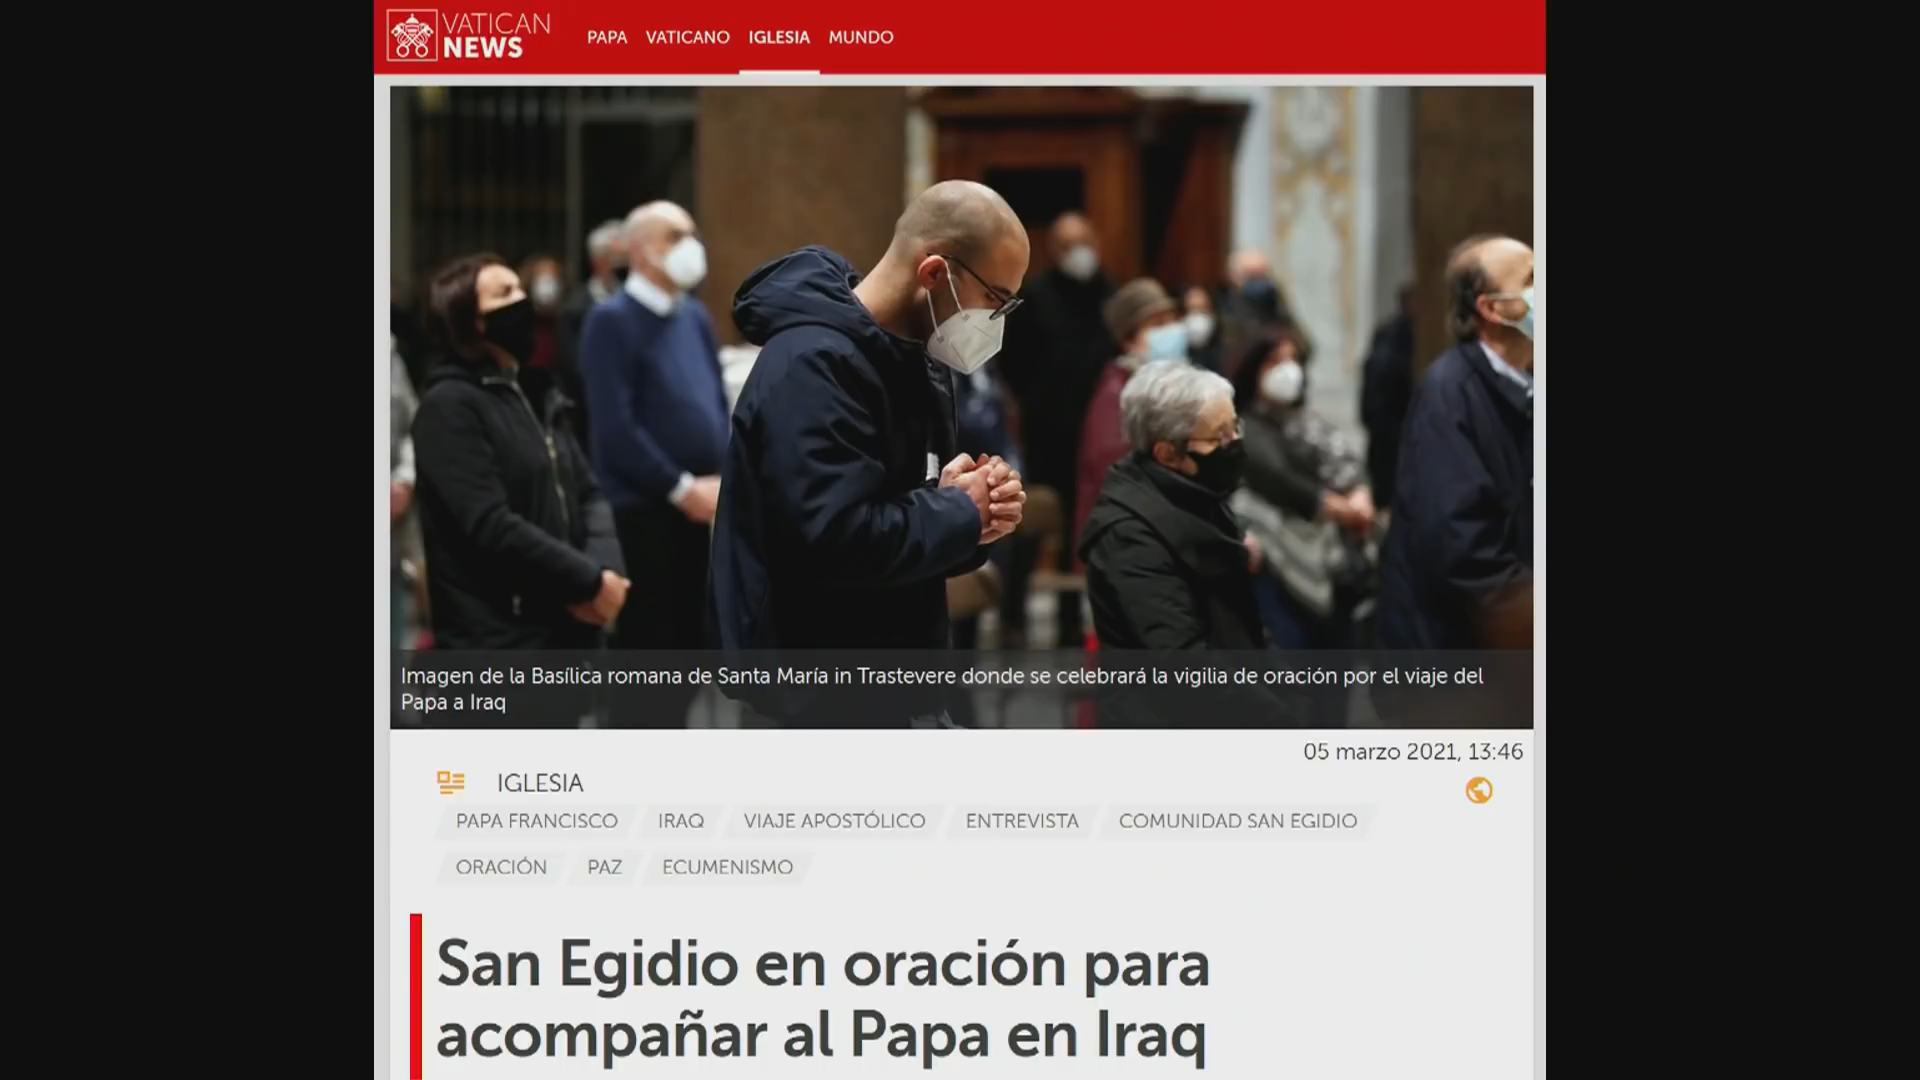 VATICAN
NEWS
PAPA VATICANO IGLESIA MUNDO
Imagen de la Basílica romana de Santa María in Trastevere donde se celebrará la vigilia de oración por el viaje del
Papa a Iraq
05 marzo 2021, 13:46
IGLESIA
PAPA FRANCISCO IRAQ VIAJE APOSTÓLICO ENTREVISTA COMUNIDAD SAN EGIDIO
ORACIÓN PAZ ECUMENISMO
San Egidio en oración para
acompañar al Papa en Iraq